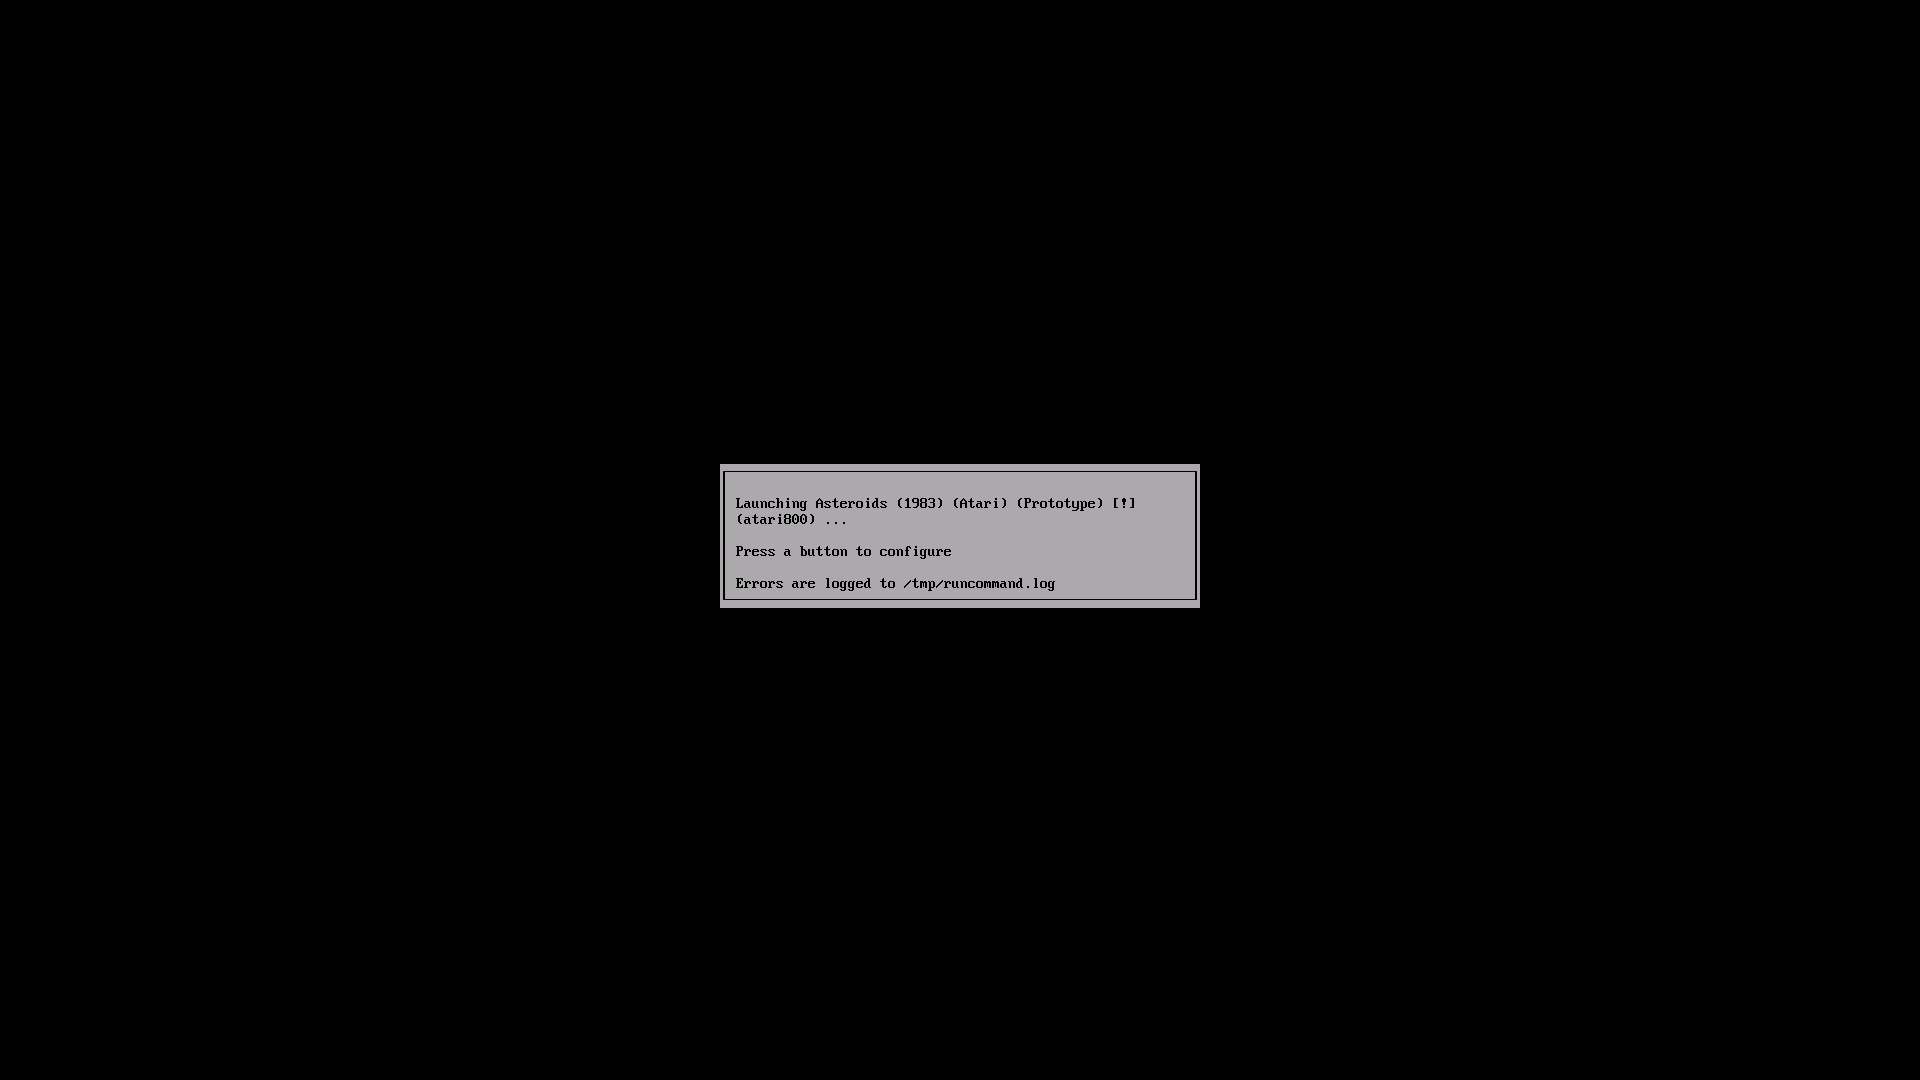 Launching Asteroids (1983) (Atari) (Prototype) [!]
(atari800) ...
Press a button to configure
Errors are logged to /tmp/runcommand.log